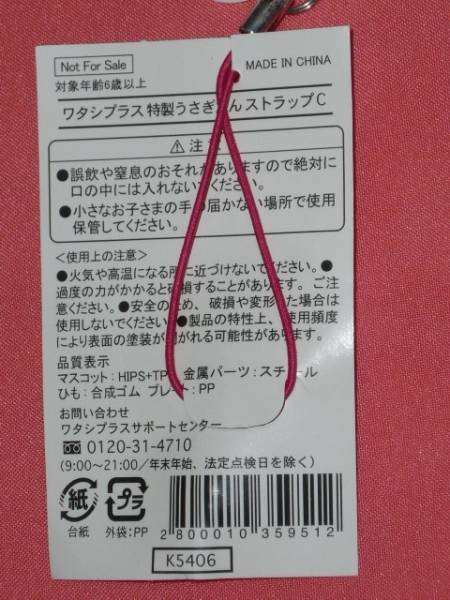 Not For Sale
MADE IN CHINA
対象年齢6歳以上
ワタシプラス 特製うさぎ ん ストラップC
⚠注
●誤飲や窒息のおそれがありますので絶対に
口の中には入れないでください。
●小さなお子さまの手の届かない場所で使用
保管してください。
<使用上の注意>
●火気や高温になる所に近づけないでください。●
過度の力がかかると破損することがあります。ご注
意ください。●安全のため、破損や変形した場合は
使用しないでください。●製品の特性上、使用頻度
により表面の塗装が剥がれる可能性があります。
品質表示
マスコット:HIPS+TP 金属パーツ:スチール
ひも:合成ゴム プレート:PP
お問い合わせ
ワタシプラスサポートセンター
0120-31-4710
(9:00~21:00/年末年始、法定点検日を除く)
紙
プラ
台紙
外袋:PP
2800010359512
K5406